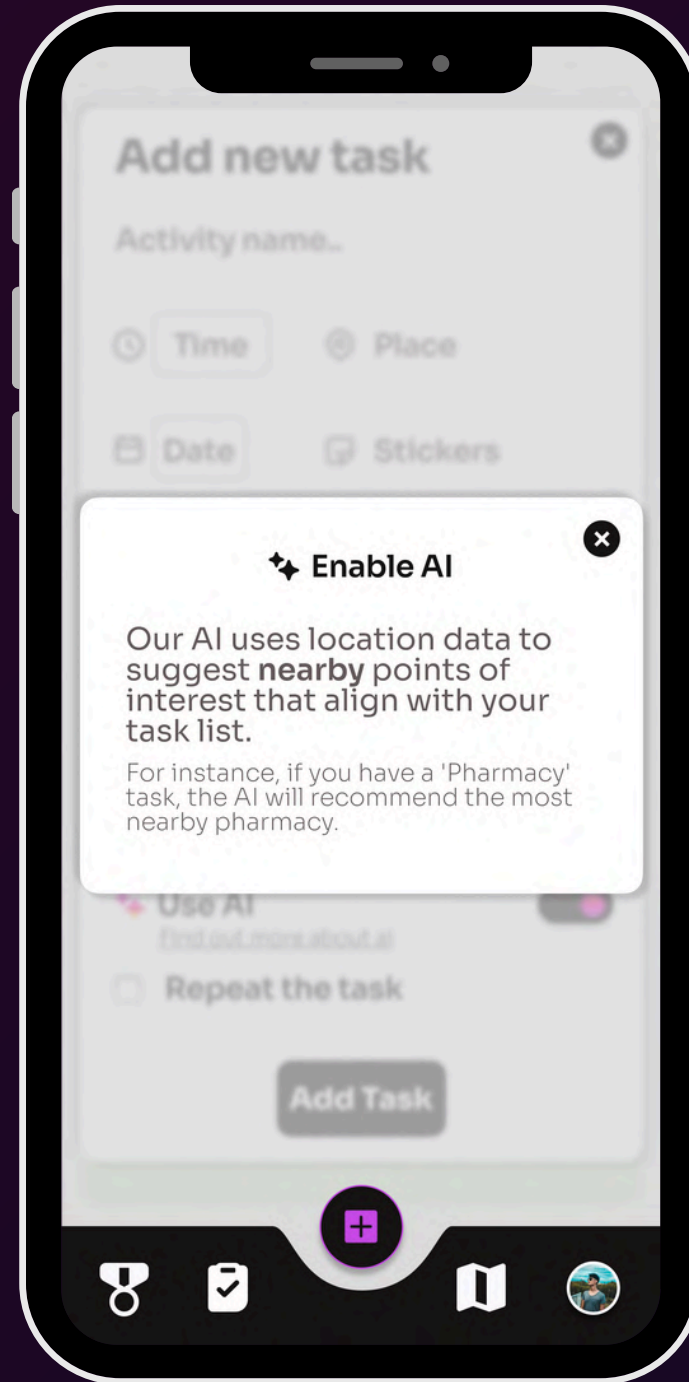 Add new task
Activity name..
Time
Place
Date
Stickers
Enable AI
Our AI uses location data to
suggest nearby points of
interest that align with your
task list.
For instance, if you have a 'Pharmacy'
task, the AI will recommend the most
nearby pharmacy.
Use AI
Find out more about ai
Repeat the task
Add Task